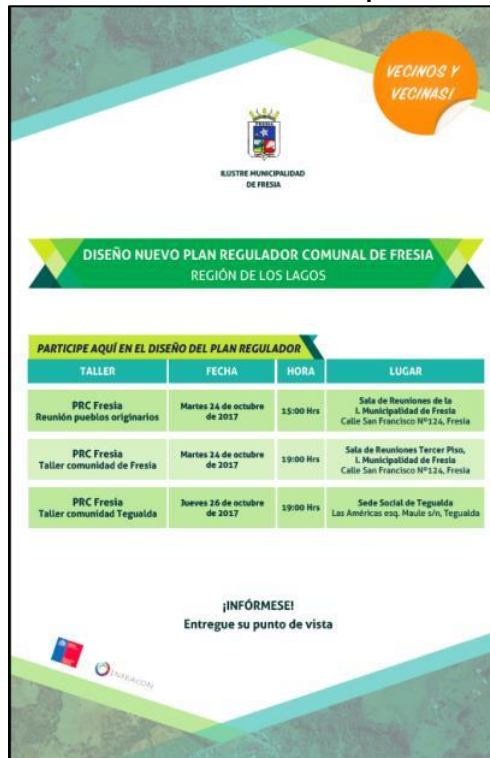 VECINOS Y
VECINAS!
FRESIA
ILUSTRE MUNICIPALIDAD
DE FRESIA
DISEÑO NUEVO PLAN REGULADOR COMUNAL DE FRESIA
REGIÓN DE LOS LAGOS
PARTICIPE AQUÍ EN EL DISEÑO DEL PLAN REGULADOR
TALLER FECHA HORA LUGAR
PRC Fresia
Reunión pueblos originarios
Martes 24 de octubre
de 2017
15:00 Hrs
Sala de Reuniones de la
I. Municipalidad de Fresia
Calle San Francisco Nº124, Fresia
PRC Fresia
Taller comunidad de Fresia
Martes 24 de octubre
de 2017
19:00 Hrs
Sala de Reuniones Tercer Piso,
I. Municipalidad de Fresia
Calle San Francisco Nº124, Fresia
PRC Fresia
Taller comunidad Tegualda
Jueves 26 de octubre
de 2017
19:00 Hrs
Sede Social de Tegualda
Las Américas esq. Maule s/n, Tegualda
¡INFÓRMESE!
Entregue su punto de vista
INFRACON